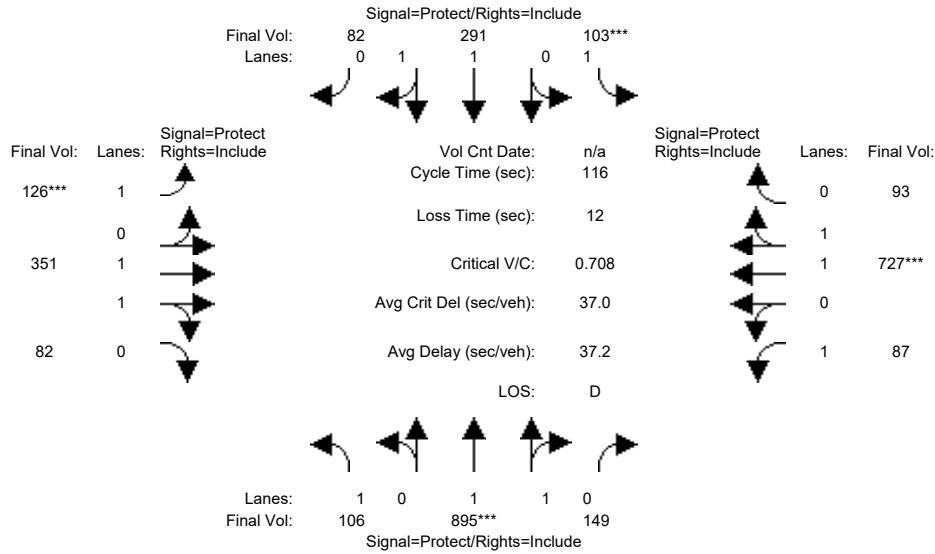 Signal=Protect/Rights=Include
Final Vol: 82 291 103***
Lanes: 0 1 1 0 1
Signal=Protect
Final Vol: Lanes: Rights=Include
Vol Cnt Date: n/a
Signal=Protect
Rights=Include Lanes: Final Vol:
Cycle Time (sec): 116
126*** 1
0 93
Loss Time (sec): 12
0
1
351 1
Critical V/C: 0.708
1 727***
1
Avg Crit Del (sec/veh): 37.0
0
82 0
Avg Delay (sec/veh): 37.2
1 87
LOS: D
Lanes: 1 0 1 1 0
Final Vol: 106 895*** 149
Signal=Protect/Rights=Include